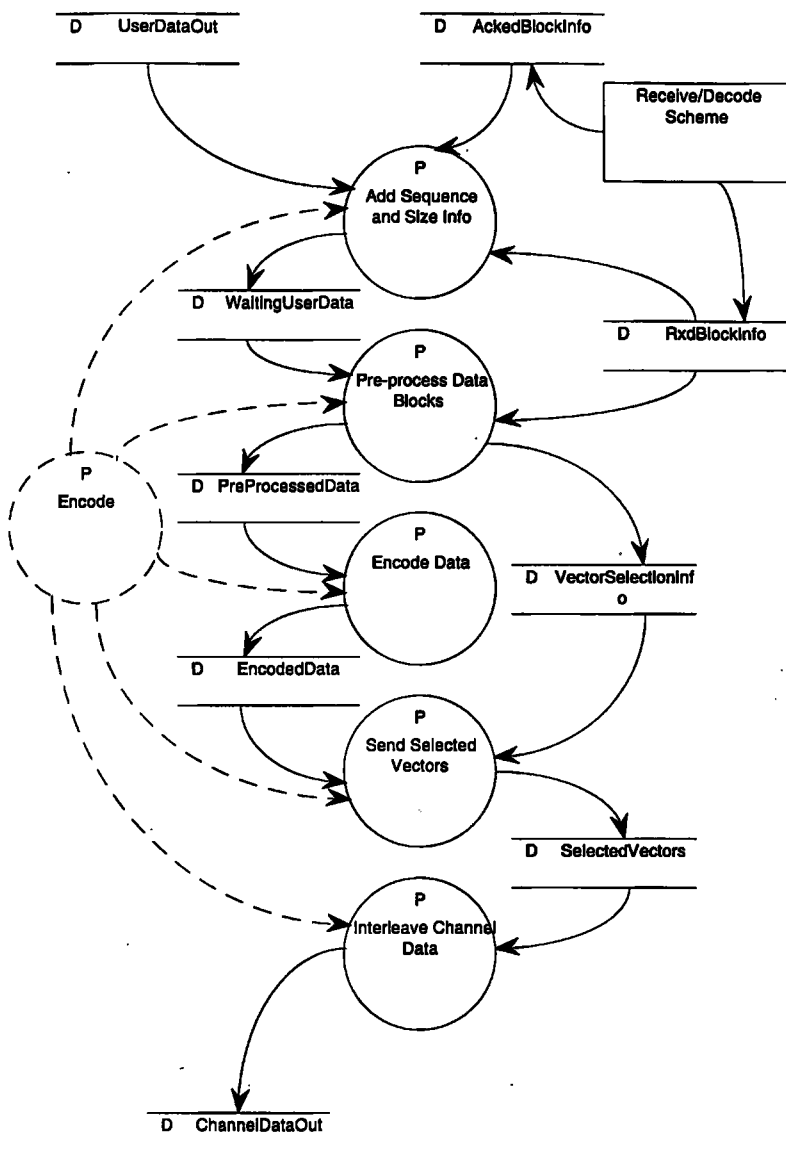 D UserDataOut
D AckedBlockInfo
Receive/Decode
Scheme
P
Add Sequence
and Size Info
D WaitingUserData
D RxdBlockInfo
P
Pre-process Data
Blocks
P
Encode
D PreProcessedData
P
Encode Data
D VectorSelectionInf
o
D EncodedData
P
Send Selected
Vectors
D SelectedVectors
P
Interleave Channel
Data
D ChannelDataOut